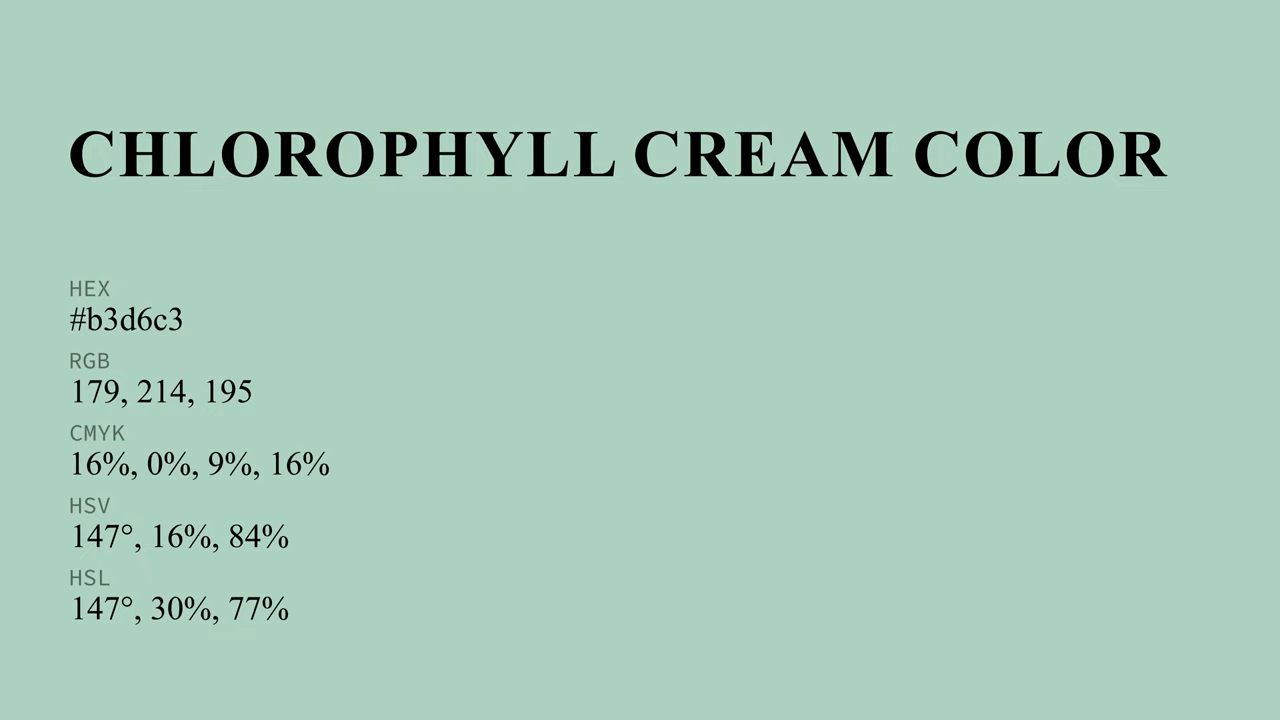 CHLOROPHYLL CREAM COLOR
HEX
#b3d6c3
RGB
179, 214, 195
CMYK
16%, 0%, 9%, 16%
HSV
147°, 16%, 84%
HSL
147°, 30%, 77%